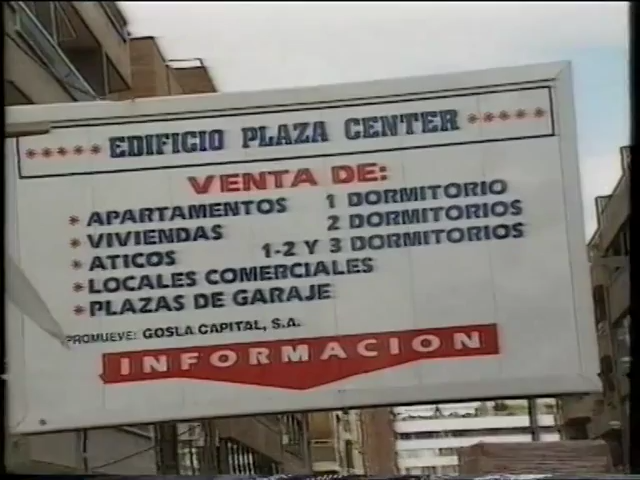 ***** EDIFICIO PLAZA CENTER *****
VENTA DE:
* APARTAMENTOS 1 DORMITORIO
* VIVIENDAS 2 DORMITORIOS
* ATICOS 1-2 Y 3 DORMITORIOS
* LOCALES COMERCIALES
* PLAZAS DE GARAJE
PROMUEVE: GOSLA CAPITAL, S.A.
INFORMACION